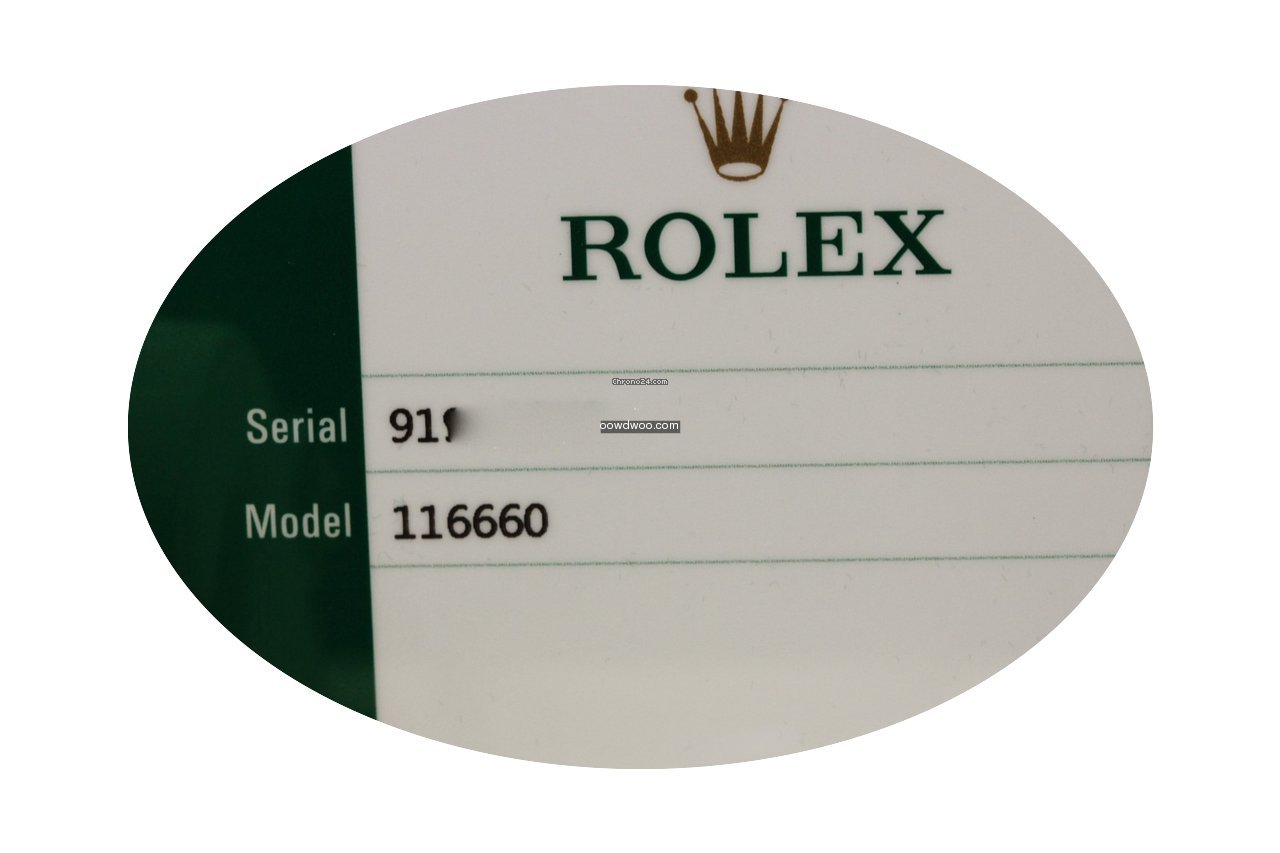 ROLEX
Chrono24.com
Serial 91
oowdwoo.com
Model 116660